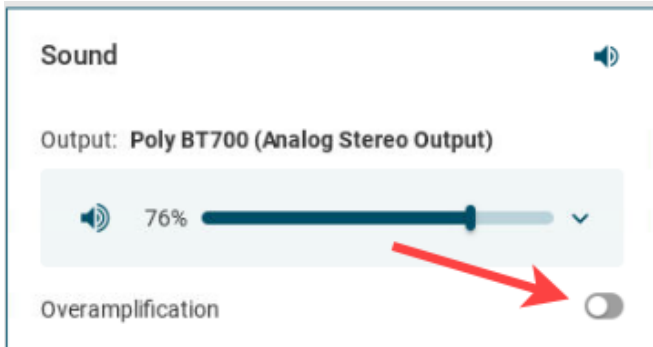 Sound
Output: Poly BT700 (Analog Stereo Output)
76%
Overamplification